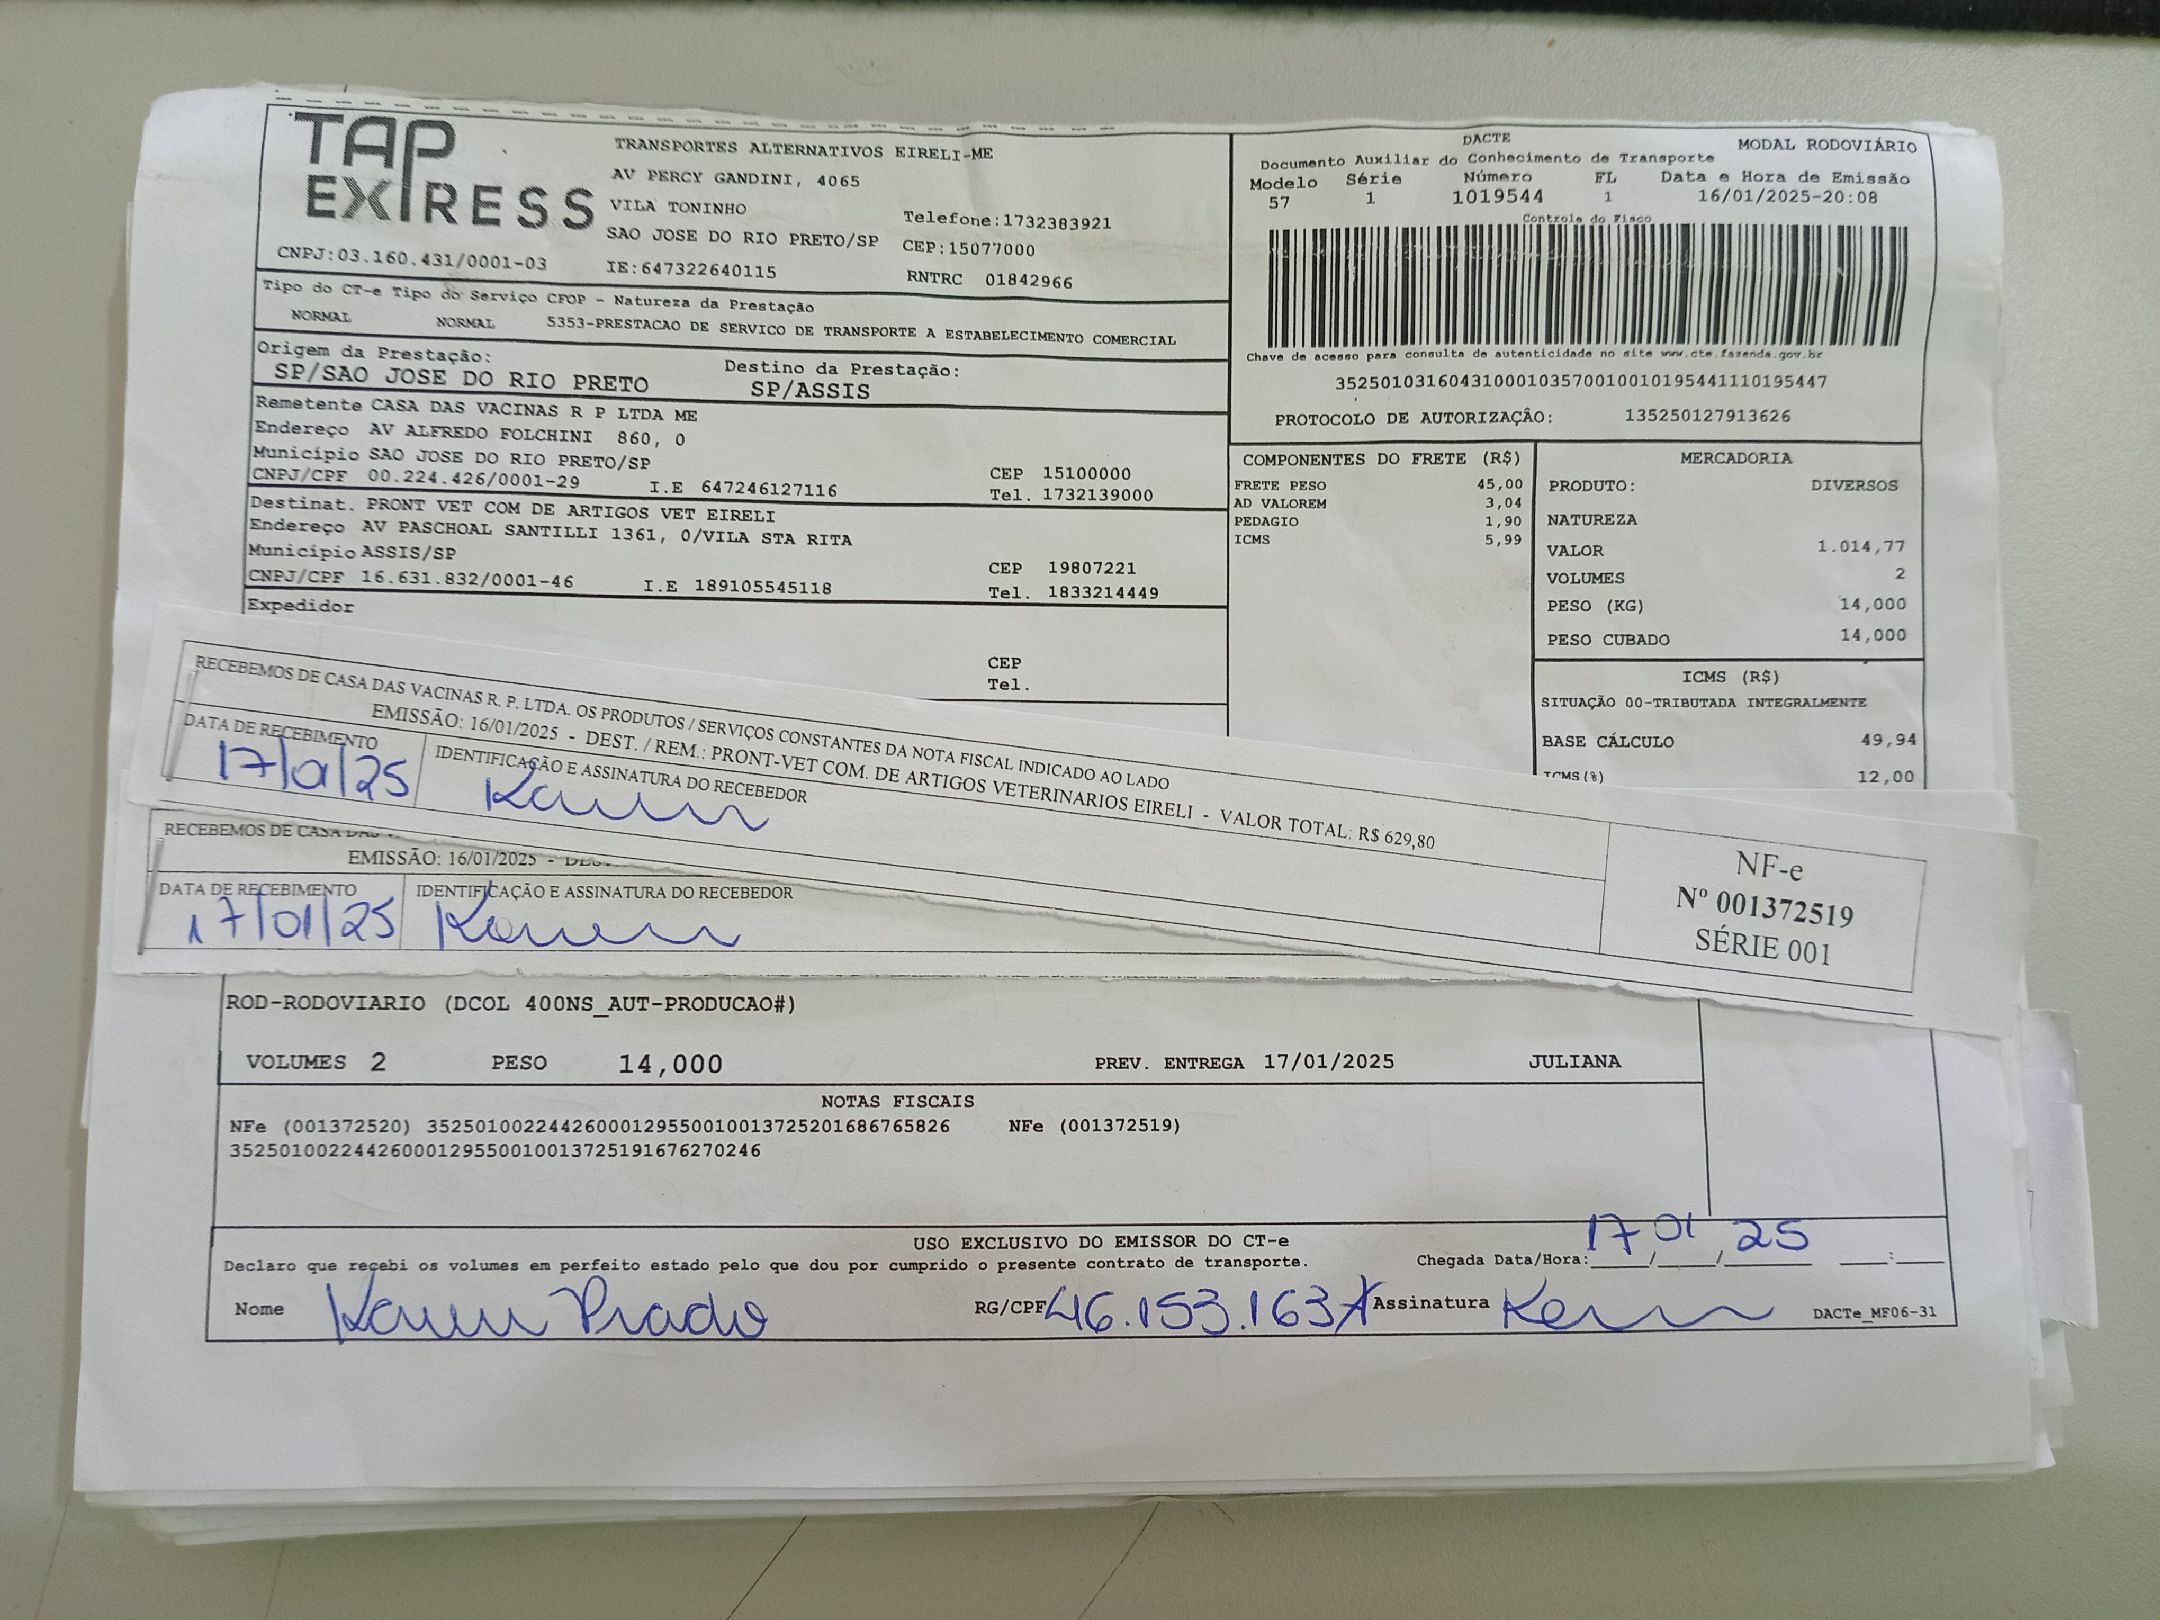 TAP EXPRESS
TRANSPORTES ALTERNATIVOS EIRELI-ME
AV PERCY GANDINI, 4065
VILA TONINHO
Telefone:1732383921
SAO JOSE DO RIO PRETO/SP CEP:15077000
CNPJ:03.160.431/0001-03 IE:647322640115 RNTRC 01842966
DACTE MODAL RODOVIÁRIO
Documento Auxiliar do Conhecimento de Transporte
Modelo Série Número FL Data e Hora de Emissão
57 1 1019544 1 16/01/2025-20:08
Controle do Fisco
Chave de acesso para consulta de autenticidade no site www.cte.fazenda.gov.br
35250103160431000103570010010195441110195447
PROTOCOLO DE AUTORIZAÇÂO: 135250127913626
Tipo do CT-e Tipo do Serviço CFOP - Natureza da Prestação
NORMAL NORMAL 5353-PRESTACAO DE SERVICO DE TRANSPORTE A ESTABELECIMENTO COMERCIAL
Origem da Prestação: Destino da Prestação:
SP/SAO JOSE DO RIO PRETO SP/ASSIS
Remetente CASA DAS VACINAS R P LTDA ME
Endereço AV ALFREDO FOLCHINI 860, 0
Município SAO JOSE DO RIO PRETO/SP CEP 15100000
CNPJ/CPF 00.224.426/0001-29 I.E 647246127116 Tel. 1732139000
Destinat. PRONT VET COM DE ARTIGOS VET EIRELI
Endereço AV PASCHOAL SANTILLI 1361, 0/VILA STA RITA
Município ASSIS/SP CEP 19807221
CNPJ/CPF 16.631.832/0001-46 I.E 189105545118 Tel. 1833214449
Expedidor
CEP
Tel.
COMPONENTES DO FRETE (R$)
FRETE PESO 45,00
AD VALOREM 3,04
PEDAGIO 1,90
ICMS 5,99
MERCADORIA
PRODUTO: DIVERSOS
NATUREZA
VALOR 1.014,77
VOLUMES 2
PESO (KG) 14,000
PESO CUBADO 14,000
ICMS (R$)
SITUAÇÃO 00-TRIBUTADA INTEGRALMENTE
BASE CÁLCULO 49,94
ICMS(%) 12,00
RECEBEMOS DE CASA DAS VACINAS R. P. LTDA. OS PRODUTOS / SERVIÇOS CONSTANTES DA NOTA FISCAL INDICADO AO LADO
EMISSÃO: 16/01/2025 - DEST. / REM.: PRONT-VET COM. DE ARTIGOS VETERINARIOS EIRELI - VALOR TOTAL: R$ 629,80
DATA DE RECEBIMENTO IDENTIFICAÇÃO E ASSINATURA DO RECEBEDOR
17/01/25 Karen
NF-e
Nº 001372519
SÉRIE 001
RECEBEMOS DE CASA DAS
EMISSÃO: 16/01/2025 -
DATA DE RECEBIMENTO IDENTIFICAÇÃO E ASSINATURA DO RECEBEDOR
17/01/25 Karen
ROD-RODOVIARIO (DCOL 400NS_AUT-PRODUCAO#)
VOLUMES 2 PESO 14,000 PREV. ENTREGA 17/01/2025 JULIANA
NOTAS FISCAIS
NFe (001372520) 35250100224426000129550010013725201686765826 NFe (001372519)
35250100224426000129550010013725191676270246
USO EXCLUSIVO DO EMISSOR DO CT-e
Declaro que recebi os volumes em perfeito estado pelo que dou por cumprido o presente contrato de transporte. Chegada Data/Hora: 17/01/25 :
Nome Karen Prado RG/CPF 46.153.163 Assinatura Karen DACTe_MF06-31